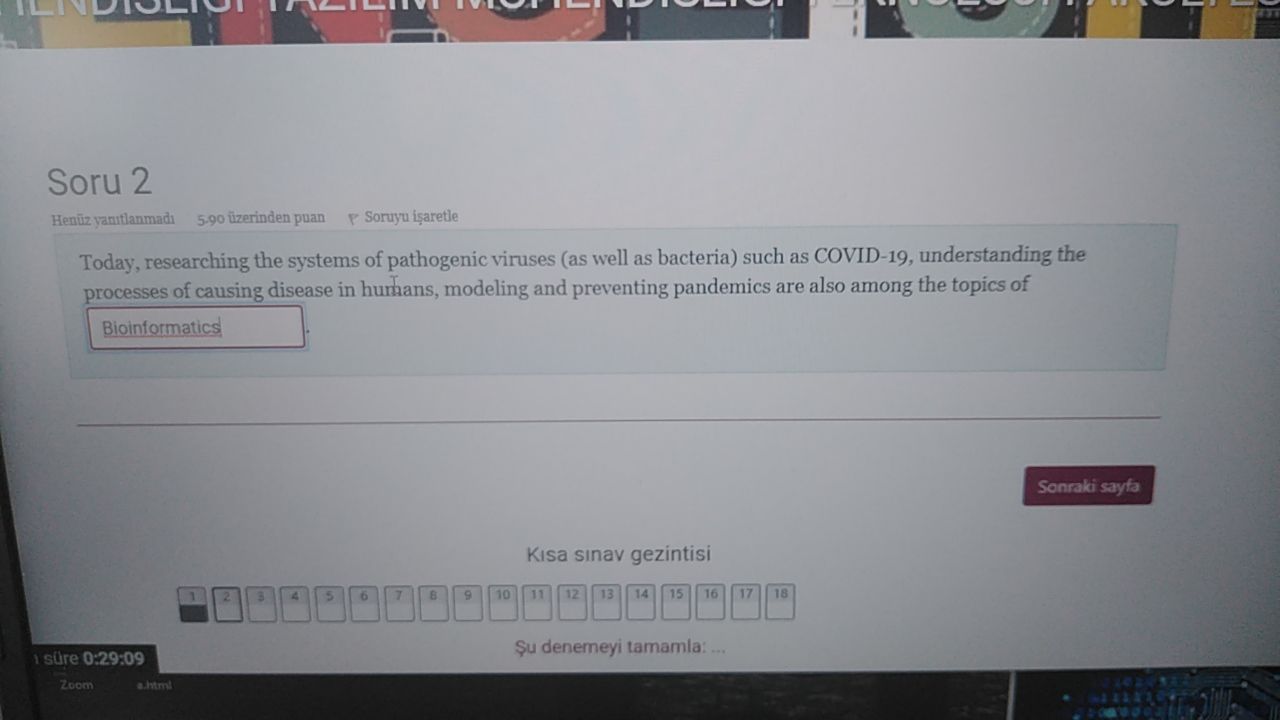 YAZILIM MÜHENDİSLİĞİ
Soru 2
Henüz yanıtlanmadı 5.90 üzerinden puan Soruyu işaretle
Today, researching the systems of pathogenic viruses (as well as bacteria) such as COVID-19, understanding the
processes of causing disease in humans, modeling and preventing pandemics are also among the topics of
Bioinformatics .
Sonraki sayfa
Kısa sınav gezintisi
1 2 3 4 5 6 7 8 9 10 11 12 13 14 15 16 17 18
Şu denemeyi tamamla: ...
süre 0:29:09
Zoom a.html